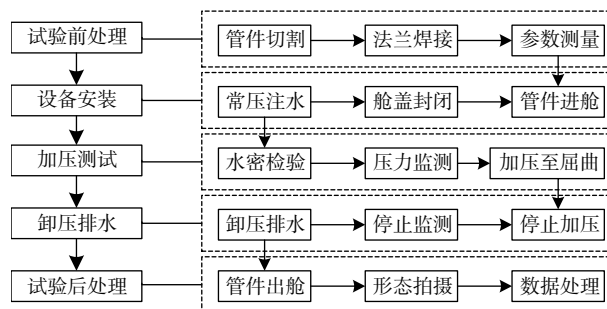 试验前处理
管件切割
法兰焊接
参数测量
设备安装
常压注水
舱盖封闭
管件进舱
加压测试
水密检验
压力监测
加压至屈曲
卸压排水
卸压排水
停止监测
停止加压
试验后处理
管件出舱
形态拍摄
数据处理